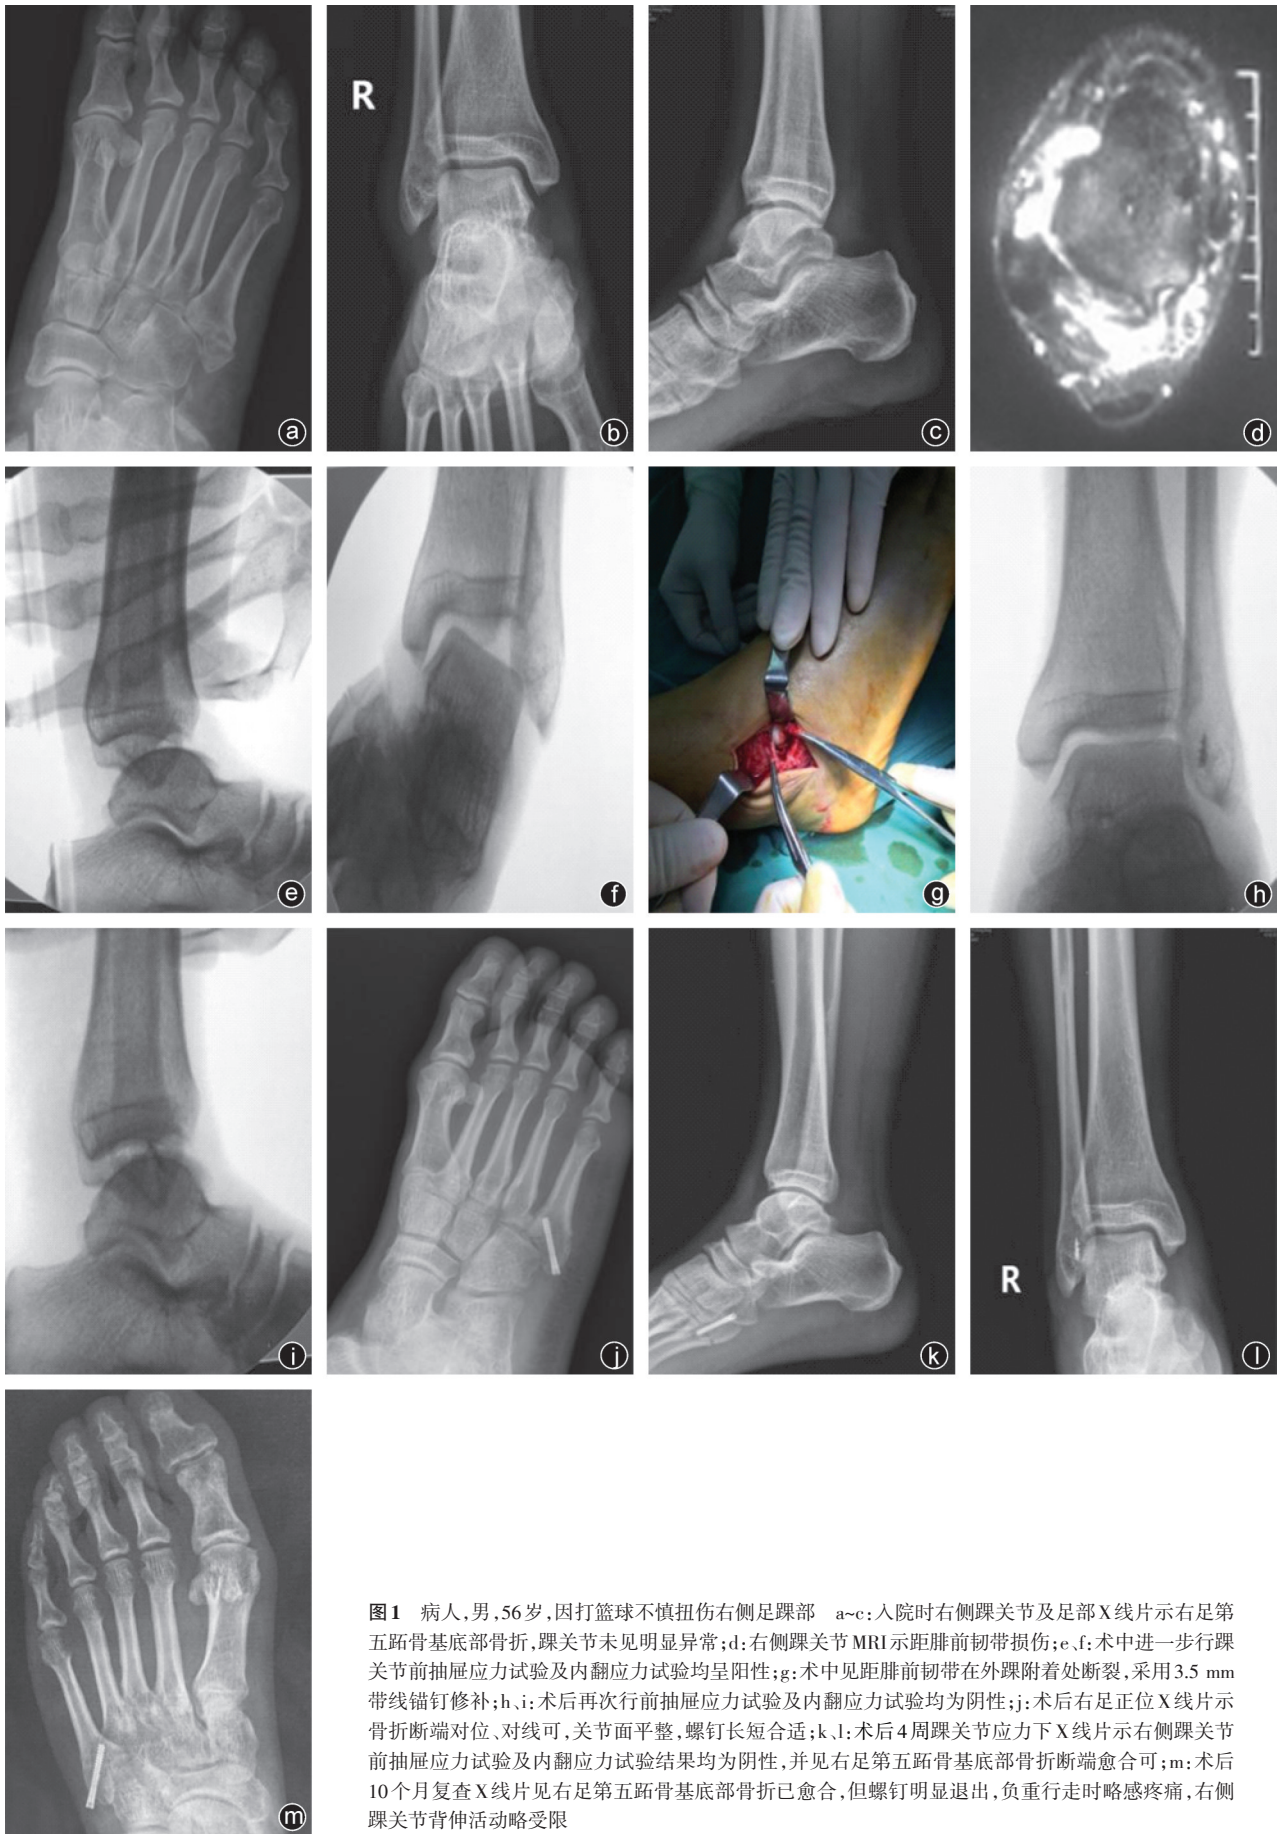 a
R
b
c
d
e
f
g
h
i
j
k
R
l
m
图1 病人,男,56岁,因打篮球不慎扭伤右侧足踝部 a~c:入院时右侧踝关节及足部X线片示右足第
五跖骨基底部骨折,踝关节未见明显异常;d:右侧踝关节MRI示距腓前韧带损伤;e、f:术中进一步行踝
关节前抽屉应力试验及内翻应力试验均呈阳性;g:术中见距腓前韧带在外踝附着处断裂,采用3.5 mm
带线锚钉修补;h、i:术后再次行前抽屉应力试验及内翻应力试验均为阴性;j:术后右足正位X线片示
骨折断端对位、对线可,关节面平整,螺钉长短合适;k、l:术后4周踝关节应力下X线片示右侧踝关节
前抽屉应力试验及内翻应力试验结果均为阴性,并见右足第五跖骨基底部骨折断端愈合可;m:术后
10个月复查X线片见右足第五跖骨基底部骨折已愈合,但螺钉明显退出,负重行走时略感疼痛,右侧
踝关节背伸活动略受限